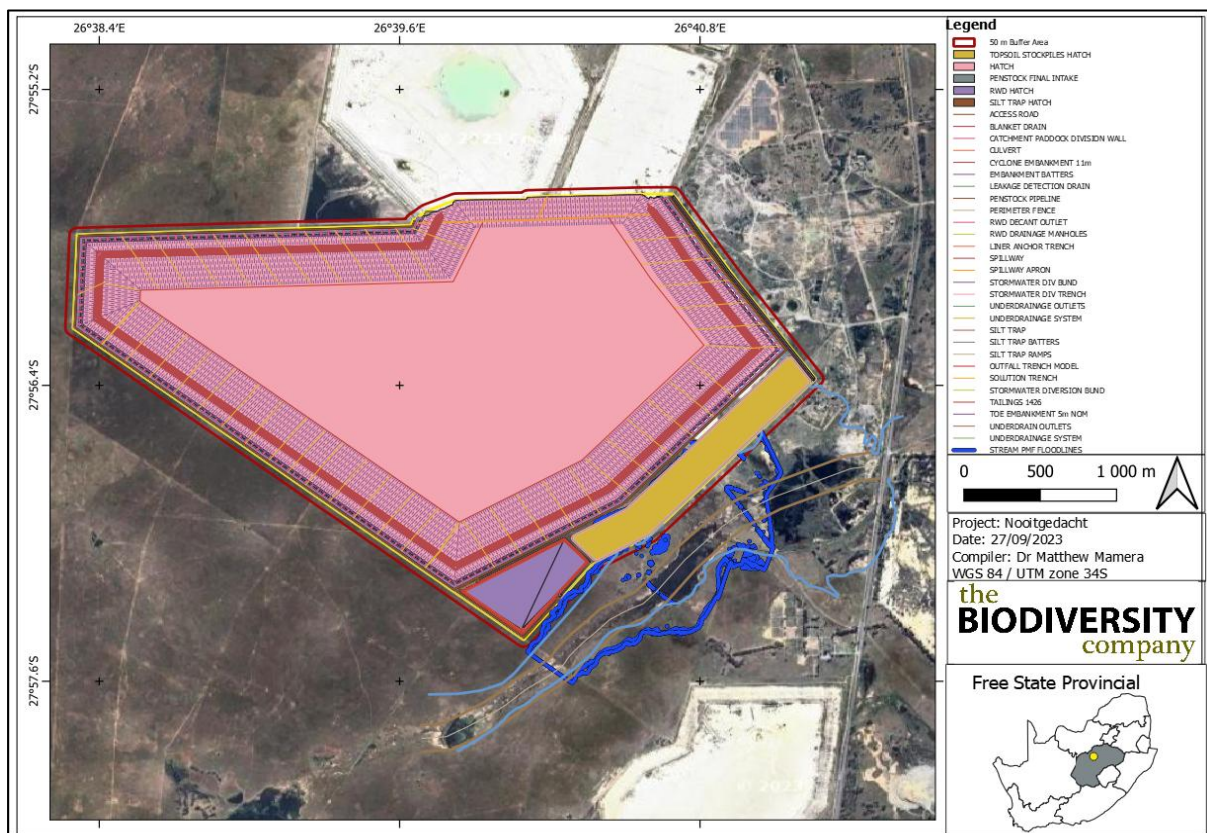 26°38.4'E
26°39.6'E
26°40.8'E
27°55.2'S
27°56.4'S
27°57.6'S
Legend
50 m Buffer Area
TOPSOIL STOCKPILES HATCH
HATCH
PENSTOCK FINAL INTAKE
RWD HATCH
SILT TRAP HATCH
ACCESS ROAD
BLANKET DRAIN
CATCHMENT PADDOCK DIVISION WALL
CULVERT
CYCLONE EMBANKMENT 11m
EMBANKMENT BATTERS
LEAKAGE DETECTION DRAIN
PENSTOCK PIPELINE
PERIMETER FENCE
RWD DECANT OUTLET
RWD DRAINAGE MANHOLES
LINER ANCHOR TRENCH
SPILLWAY
SPILLWAY APRON
STORMWATER DIV BUND
STORMWATER DIV TRENCH
UNDERDRAINAGE OUTLETS
UNDERDRAINAGE SYSTEM
SILT TRAP
SILT TRAP BATTERS
SILT TRAP RAMPS
OUTFALL TRENCH MODEL
SOLUTION TRENCH
STORMWATER DIVERSION BUND
TAILINGS 1426
TOE EMBANKMENT 5m NOM
UNDERDRAIN OUTLETS
UNDERDRAINAGE SYSTEM
STREAM PMF FLOODLINES
0 500 1 000 m
Project: Nooitgedacht
Date: 27/09/2023
Compiler: Dr Matthew Mamera
WGS 84 / UTM zone 34S
the
BIODIVERSITY
company
Free State Provincial